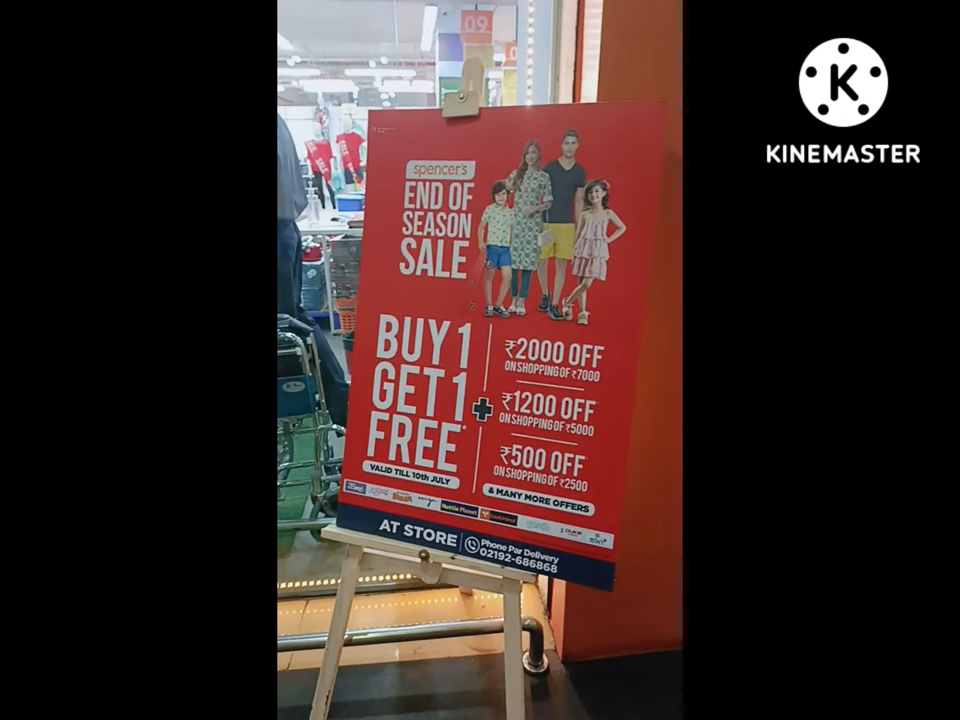 09
K
KINEMASTER
spencer's
END OF
SEASON
SALE
BUY 1
GET 1
FREE*
VALID TILL 10th JULY
₹2000 OFF*
ON SHOPPING OF ₹7000
₹1200 OFF*
ON SHOPPING OF ₹5000
₹500 OFF*
ON SHOPPING OF ₹2500
& MANY MORE OFFERS
Nattie Planet
AT STORE
Phone Par Delivery
02192-686868